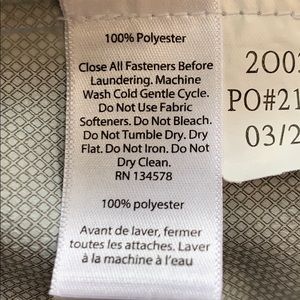 100% Polyester
Close All Fasteners Before
Laundering. Machine
Wash Cold Gentle Cycle.
Do Not Use Fabric
Softeners. Do Not Bleach.
Do Not Tumble Dry. Dry
Flat. Do Not Iron. Do Not
Dry Clean.
RN 134578
100% polyester
Avant de laver, fermer
toutes les attaches. Laver
à la machine à l'eau
2O02
PO#21
03/2